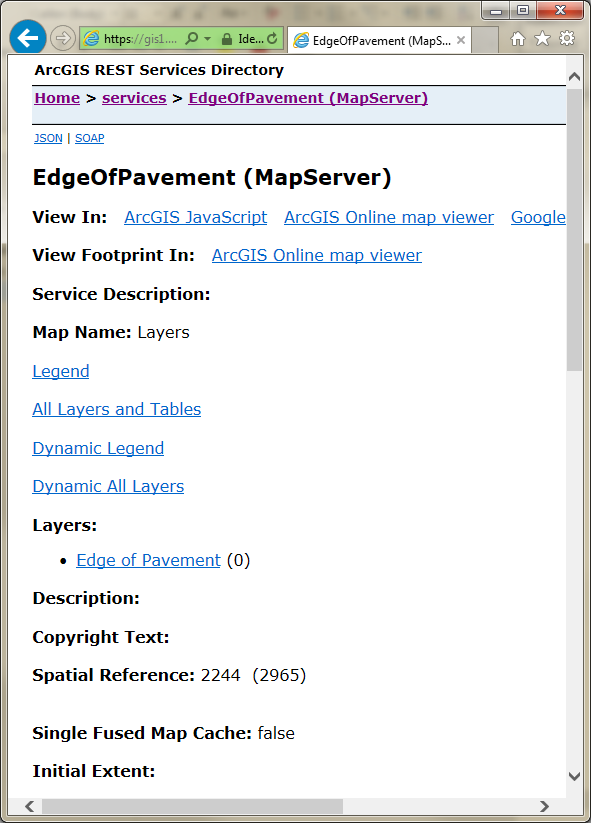 https://gis1.... Ide... EdgeOfPavement (MapS...
ArcGIS REST Services Directory
Home > services > EdgeOfPavement (MapServer)
JSON | SOAP
EdgeOfPavement (MapServer)
View In: ArcGIS JavaScript ArcGIS Online map viewer Google
View Footprint In: ArcGIS Online map viewer
Service Description:
Map Name: Layers
Legend
All Layers and Tables
Dynamic Legend
Dynamic All Layers
Layers:
• Edge of Pavement (0)
Description:
Copyright Text:
Spatial Reference: 2244 (2965)
Single Fused Map Cache: false
Initial Extent: